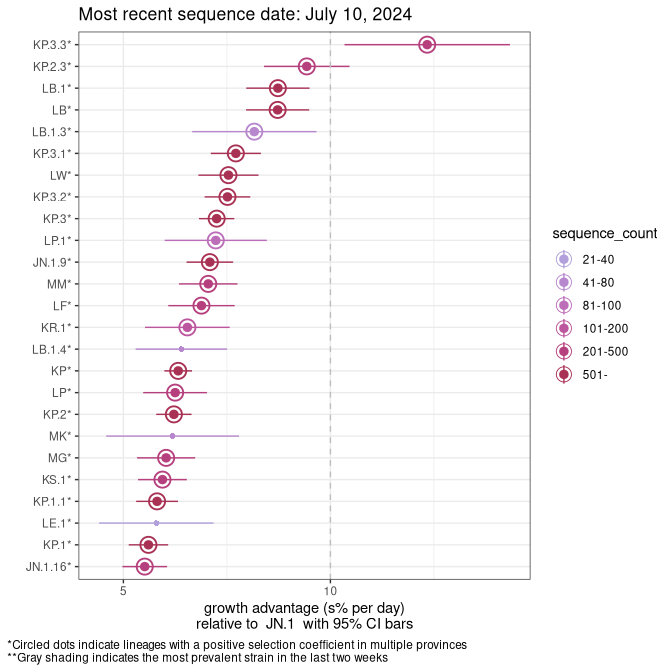 Most recent sequence date: July 10, 2024
KP.3.3*
KP.2.3*
LB.1*
LB*
LB.1.3*
KP.3.1*
LW*
KP.3.2*
KP.3*
LP.1*
JN.1.9*
MM*
LF*
KR.1*
LB.1.4*
KP*
LP*
KP.2*
MK*
MG*
KS.1*
KP.1.1*
LE.1*
KP.1*
JN.1.16*
5
10
growth advantage (s% per day)
relative to JN.1 with 95% CI bars
sequence_count
21-40
41-80
81-100
101-200
201-500
501-
*Circled dots indicate lineages with a positive selection coefficient in multiple provinces
**Gray shading indicates the most prevalent strain in the last two weeks